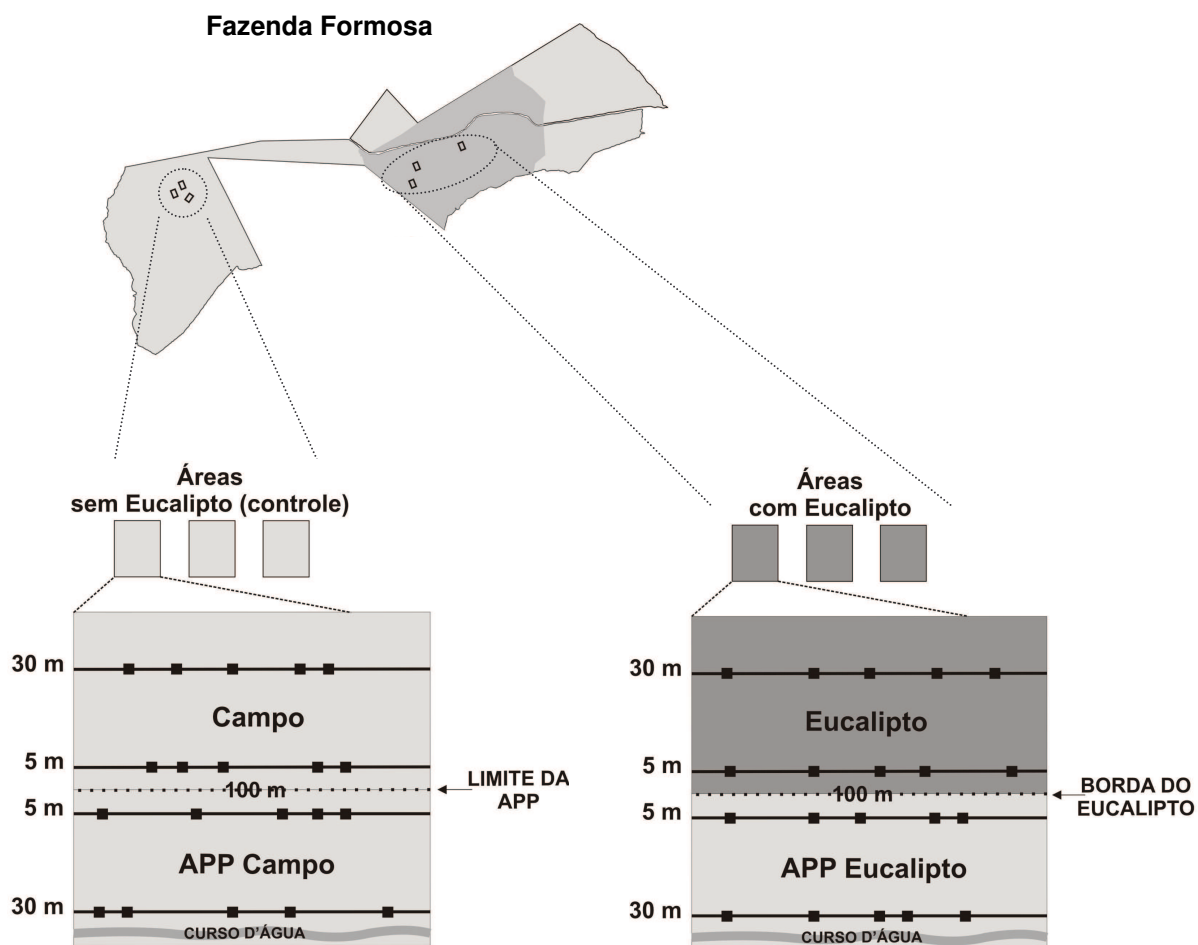 Fazenda Formosa
Áreas
sem Eucalipto (controle)
30 m
Campo
5 m
100 m
5 m
LIMITE DA
APP
APP Campo
30 m
CURSO D'ÁGUA
Áreas
com Eucalipto
30 m
Eucalipto
5 m
100 m
5 m
BORDA DO
EUCALIPTO
APP Eucalipto
30 m
CURSO D'ÁGUA